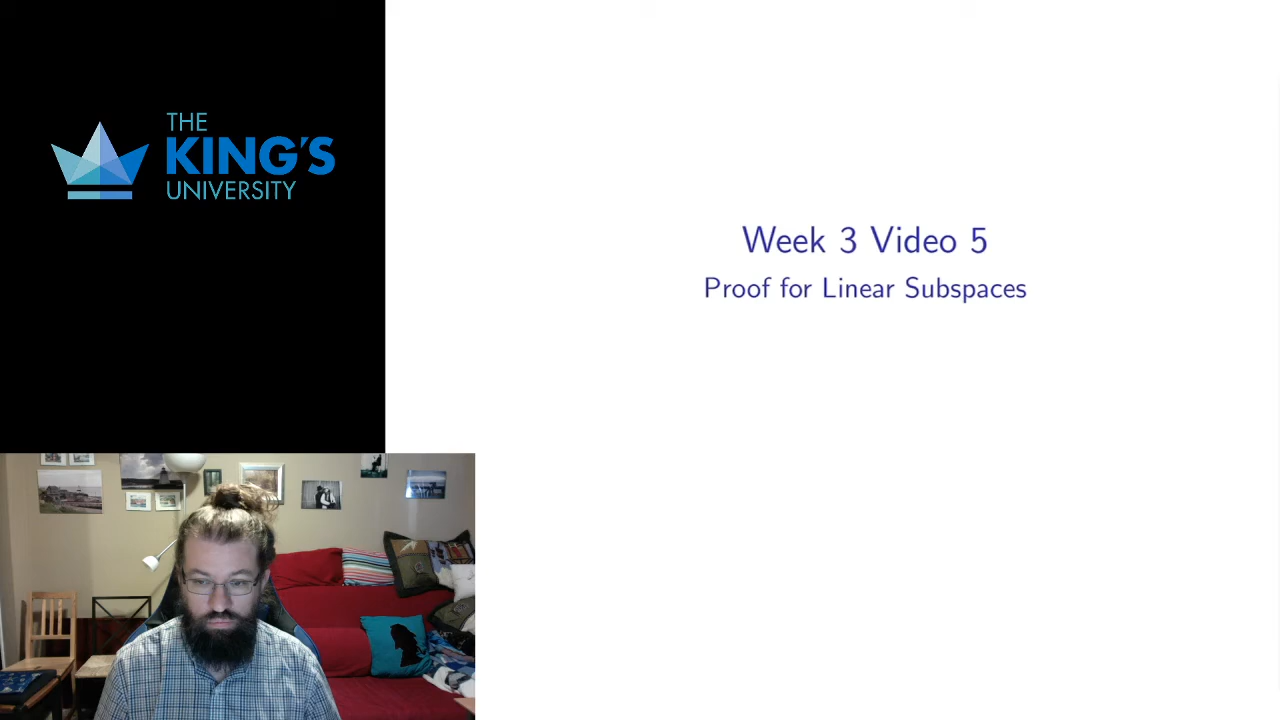 THE
KING'S
UNIVERSITY
Week 3 Video 5
Proof for Linear Subspaces